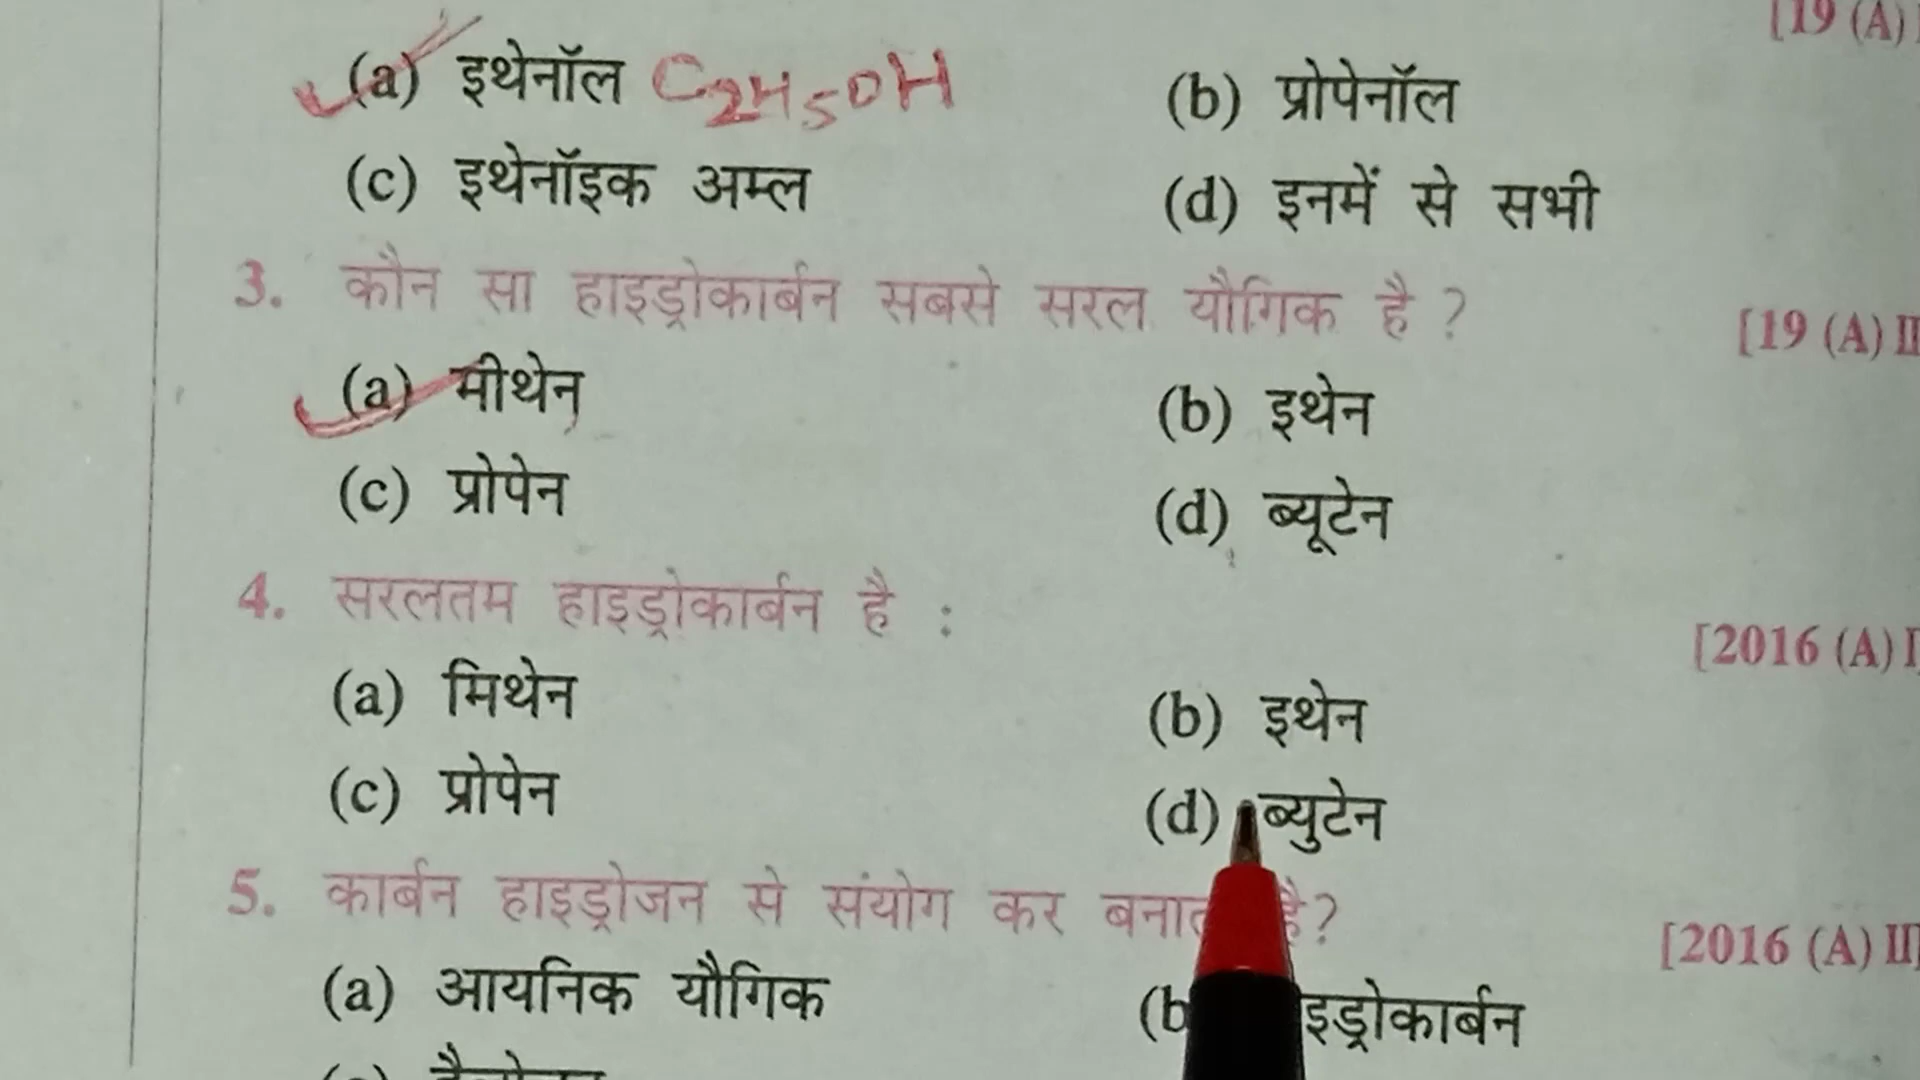 [19 (A)
(a) इथेनॉल C2H5OH (b) प्रोपेनॉल
(c) इथेनॉइक अम्ल (d) इनमें से सभी
3. कौन सा हाइड्रोकार्बन सबसे सरल यौगिक है ? [19 (A) II
(a) मीथेन (b) इथेन
(c) प्रोपेन (d) ब्यूटेन
4. सरलतम हाइड्रोकार्बन है : [2016 (A) I]
(a) मिथेन (b) इथेन
(c) प्रोपेन (d) ब्युटेन
5. कार्बन हाइड्रोजन से संयोग कर है? [2016 (A) II]
(a) आयनिक यौगिक (b इड्रोकार्बन